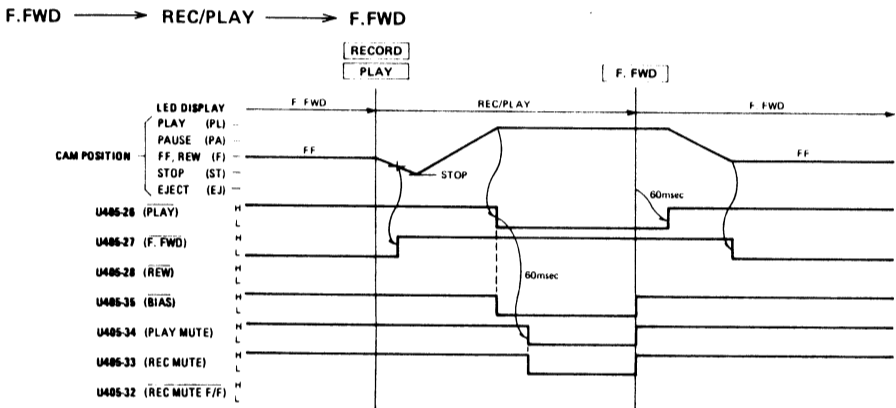 F.FWD → REC/PLAY → F.FWD
RECORD
PLAY
F. FWD
LED DISPLAY F FWD REC/PLAY F FWD
CAM POSITION
PLAY (PL)
PAUSE (PA)
FF, REW (F) FF FF
STOP (ST) STOP
EJECT (EJ)
60msec
U405-26 (PLAY) H L
U405-27 (F. FWD) H L
U405-28 (REW)
60msec
U405-35 (BIAS) H L
U405-34 (PLAY MUTE) H L
U405-33 (REC MUTE) H L
U405-32 (REC MUTE F/F) H L